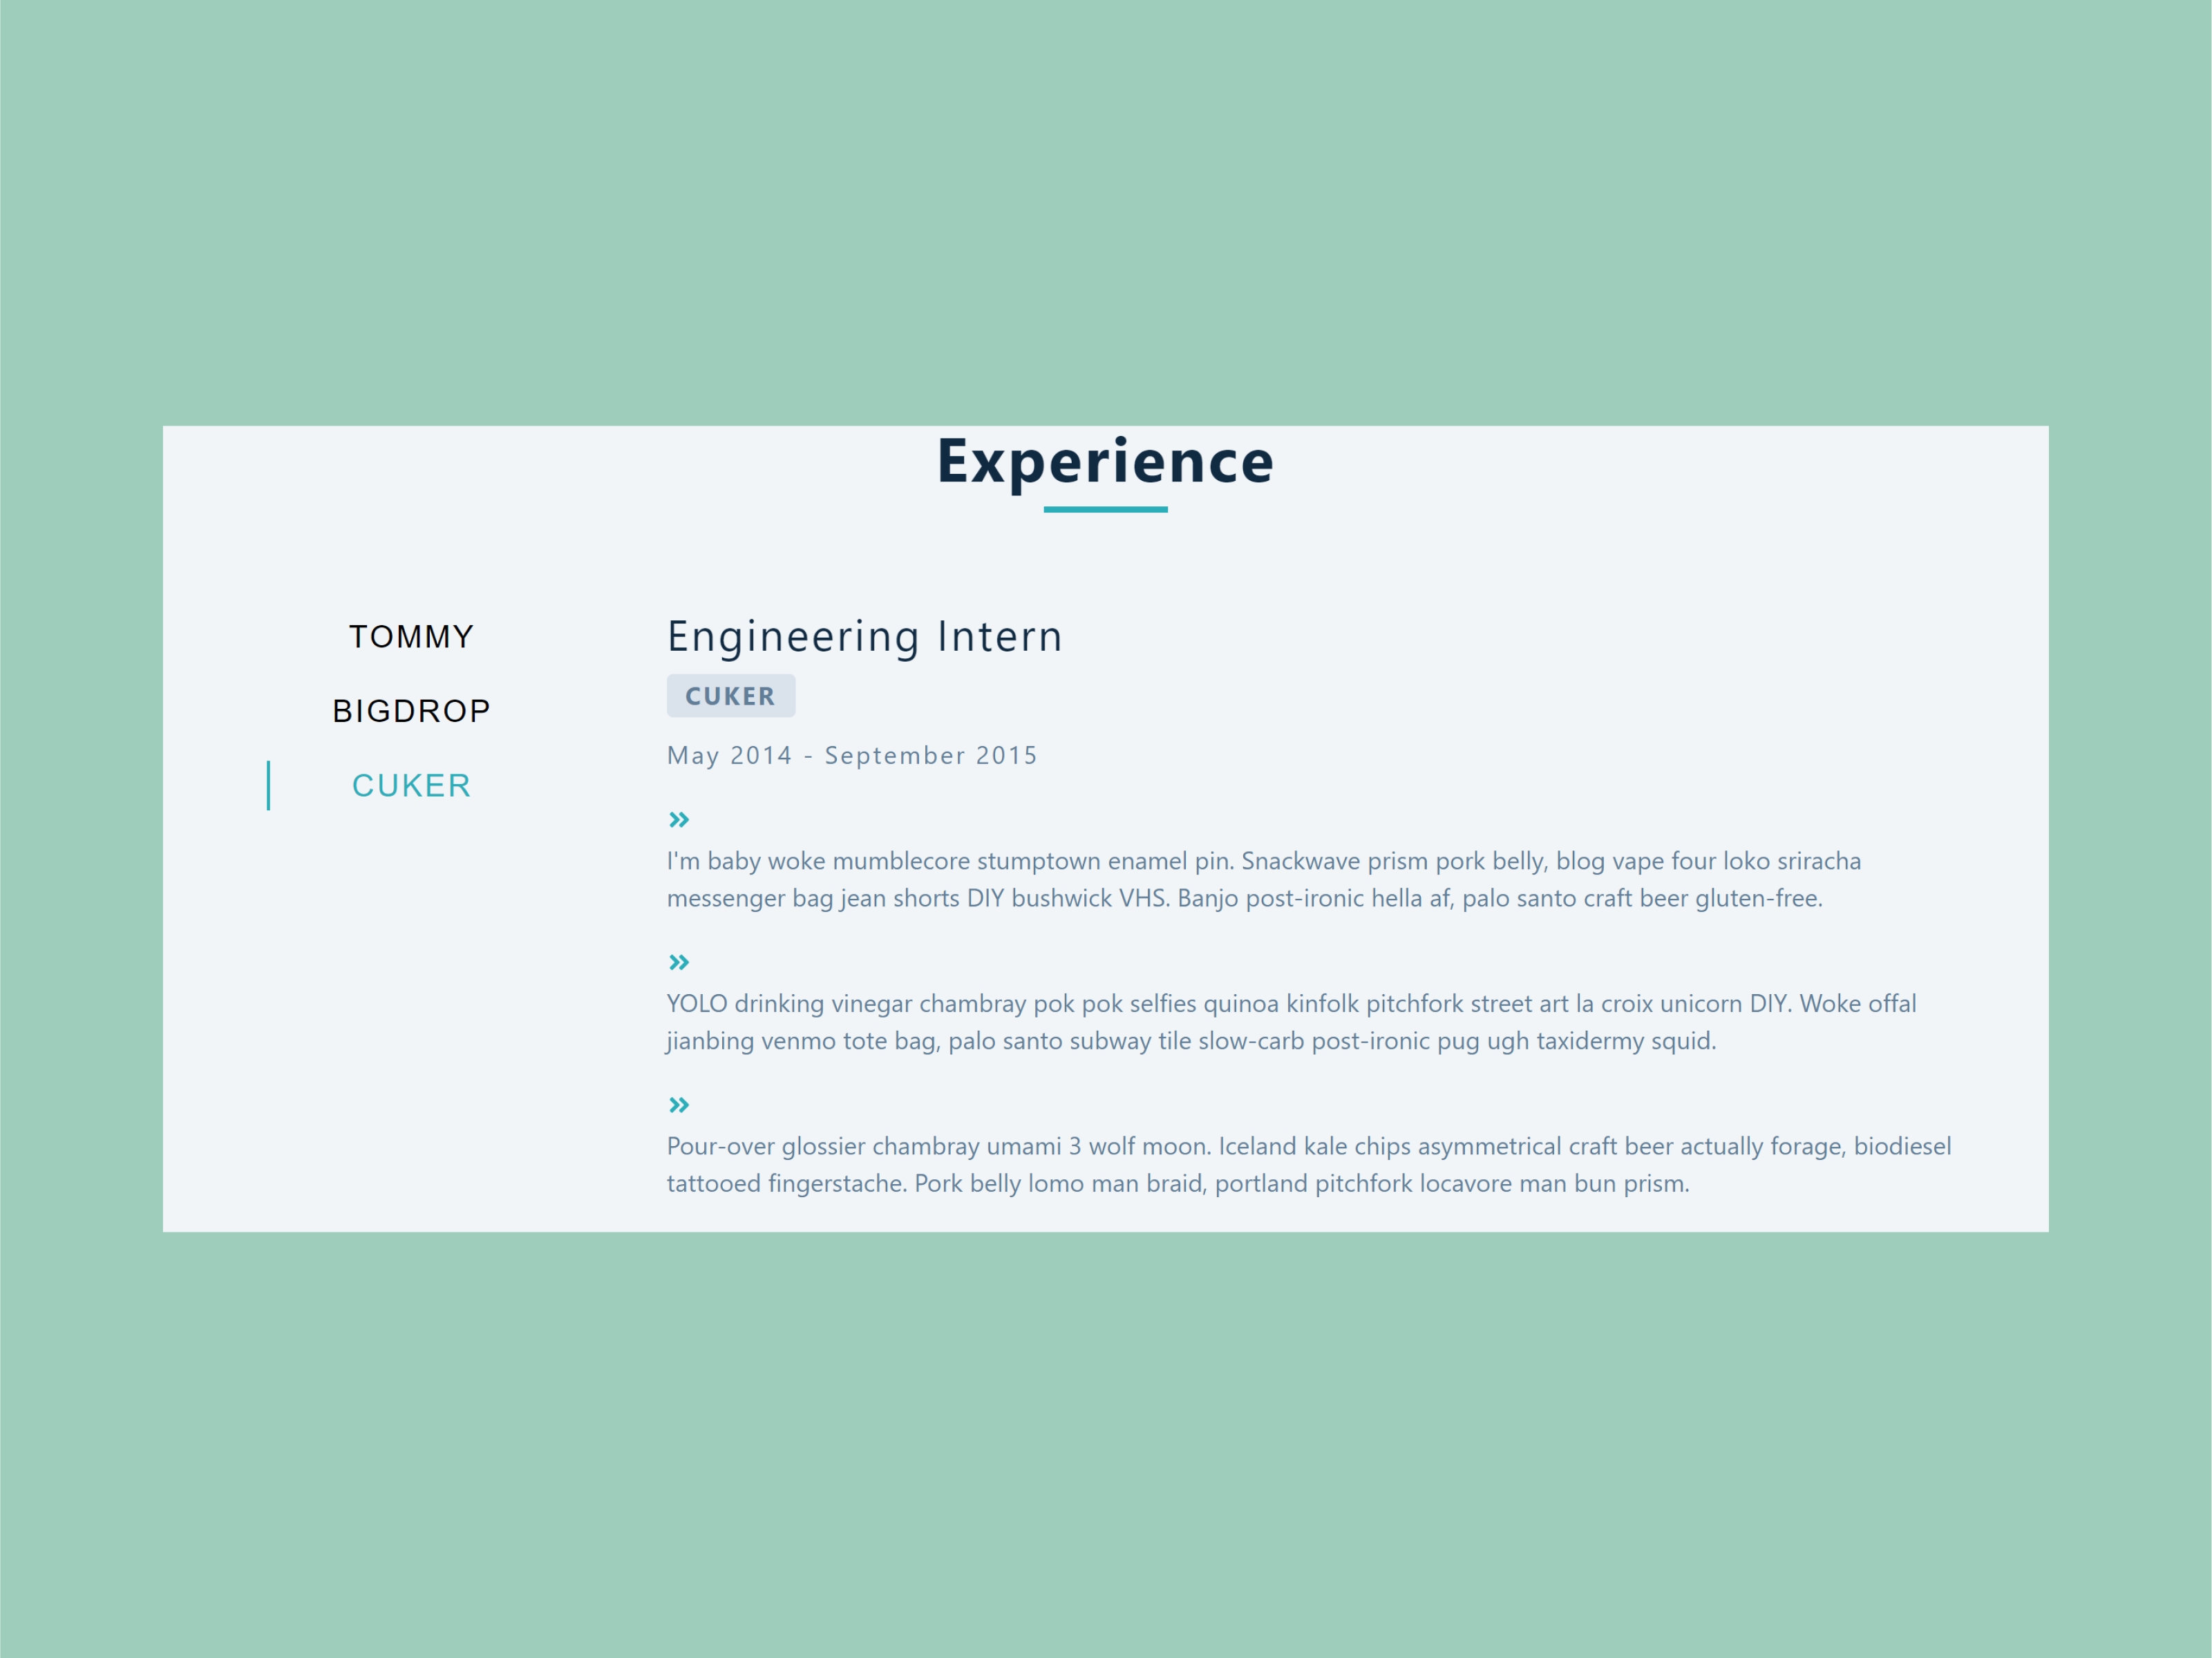 Experience
TOMMY
BIGDROP
CUKER
Engineering Intern
CUKER
May 2014 - September 2015
I'm baby woke mumblecore stumptown enamel pin. Snackwave prism pork belly, blog vape four loko sriracha
messenger bag jean shorts DIY bushwick VHS. Banjo post-ironic hella af, palo santo craft beer gluten-free.
YOLO drinking vinegar chambray pok pok selfies quinoa kinfolk pitchfork street art la croix unicorn DIY. Woke offal
jianbing venmo tote bag, palo santo subway tile slow-carb post-ironic pug ugh taxidermy squid.
Pour-over glossier chambray umami 3 wolf moon. Iceland kale chips asymmetrical craft beer actually forage, biodiesel
tattooed fingerstache. Pork belly lomo man braid, portland pitchfork locavore man bun prism.